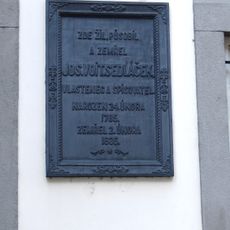 ZDE ŽIL, PŮSOBIL
A ZEMŘEL
JOS. VOJT. SEDLÁČEK,
VLASTENEC A SPISOVATEL.
NAROZEN 24. ÚNORA
1785.
ZEMŘEL 2. ÚNORA
1836.